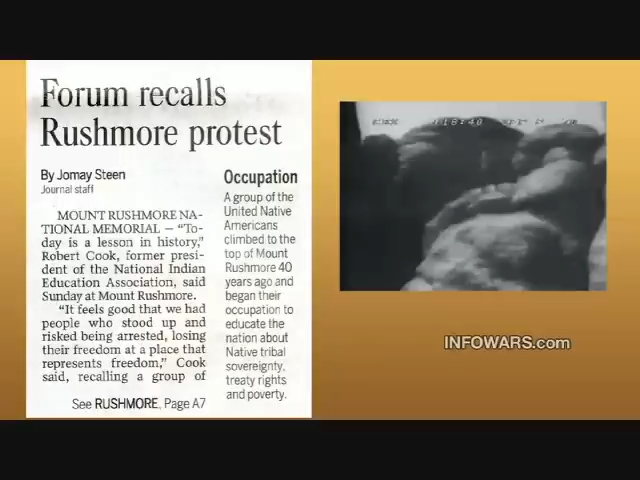 Forum recalls
Rushmore protest
By Jomay Steen
Journal staff
MOUNT RUSHMORE NA-
TIONAL MEMORIAL — “To-
day is a lesson in history,”
Robert Cook, former presi-
dent of the National Indian
Education Association, said
Sunday at Mount Rushmore.
“It feels good that we had
people who stood up and
risked being arrested, losing
their freedom at a place that
represents freedom,” Cook
said, recalling a group of
See RUSHMORE, Page A7
Occupation
A group of the
United Native
Americans
climbed to the
top of Mount
Rushmore 40
years ago and
began their
occupation to
educate the
nation about
Native tribal
sovereignty,
treaty rights
and poverty.
INFOWARS.com